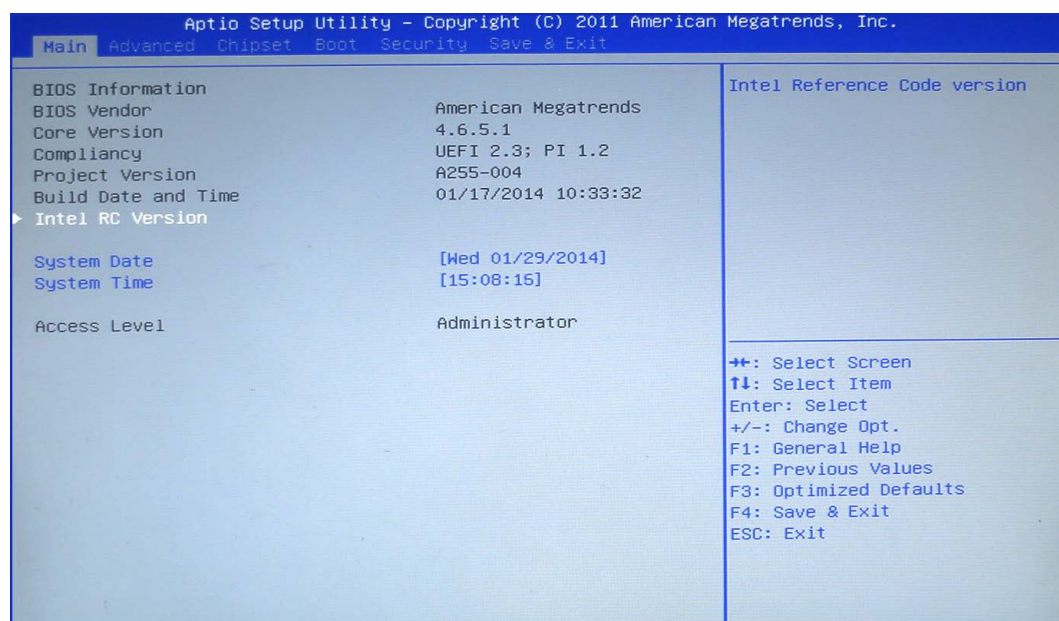 Aptio Setup Utility – Copyright (C) 2011 American Megatrends, Inc.
Main Advanced Chipset Boot Security Save & Exit
BIOS Information
BIOS Vendor American Megatrends
Core Version 4.6.5.1
Compliancy UEFI 2.3; PI 1.2
Project Version A255-004
Build Date and Time 01/17/2014 10:33:32
Intel RC Version
System Date [Wed 01/29/2014]
System Time [15:08:15]
Access Level Administrator
Intel Reference Code version
→←: Select Screen
↑↓: Select Item
Enter: Select
+/-: Change Opt.
F1: General Help
F2: Previous Values
F3: Optimized Defaults
F4: Save & Exit
ESC: Exit